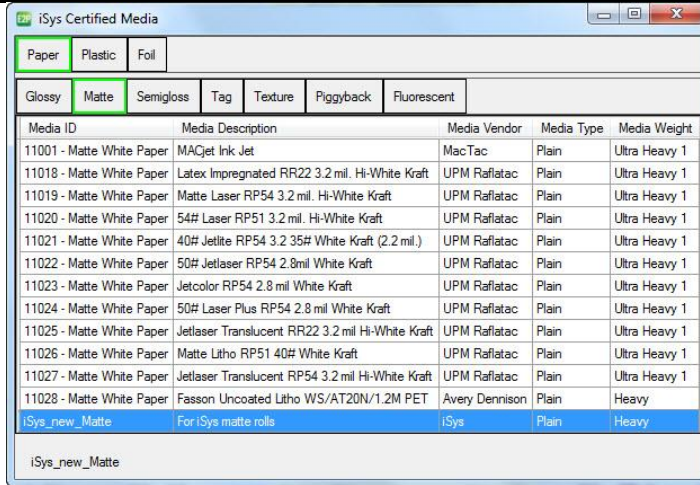 E2F iSys Certified Media
Paper Plastic Foil
Glossy Matte Semigloss Tag Texture Piggyback Fluorescent
Media ID Media Description Media Vendor Media Type Media Weight
11001 - Matte White Paper MACjet Ink Jet MacTac Plain Ultra Heavy 1
11018 - Matte White Paper Latex Impregnated RR22 3.2 mil. Hi-White Kraft UPM Raflatac Plain Ultra Heavy 1
11019 - Matte White Paper Matte Laser RP54 3.2 mil. Hi-White Kraft UPM Raflatac Plain Ultra Heavy 1
11020 - Matte White Paper 54# Laser RP51 3.2 mil. Hi-White Kraft UPM Raflatac Plain Ultra Heavy 1
11021 - Matte White Paper 40# Jetlite RP54 3.2 35# White Kraft (2.2 mil.) UPM Raflatac Plain Ultra Heavy 1
11022 - Matte White Paper 50# Jetlaser RP54 2.8mil White Kraft UPM Raflatac Plain Ultra Heavy 1
11023 - Matte White Paper Jetcolor RP54 2.8 mil White Kraft UPM Raflatac Plain Ultra Heavy 1
11024 - Matte White Paper 50# Laser Plus RP54 2.8 mil White Kraft UPM Raflatac Plain Ultra Heavy 1
11025 - Matte White Paper Jetlaser Translucent RR22 3.2 mil Hi-White Kraft UPM Raflatac Plain Ultra Heavy 1
11026 - Matte White Paper Matte Litho RP51 40# White Kraft UPM Raflatac Plain Ultra Heavy 1
11027 - Matte White Paper Jetlaser Translucent RP54 3.2 mil Hi-White Kraft UPM Raflatac Plain Ultra Heavy 1
11028 - Matte White Paper Fasson Uncoated Litho WS/AT20N/1.2M PET Avery Dennison Plain Heavy
iSys_new_Matte For iSys matte rolls iSys Plain Heavy
iSys_new_Matte